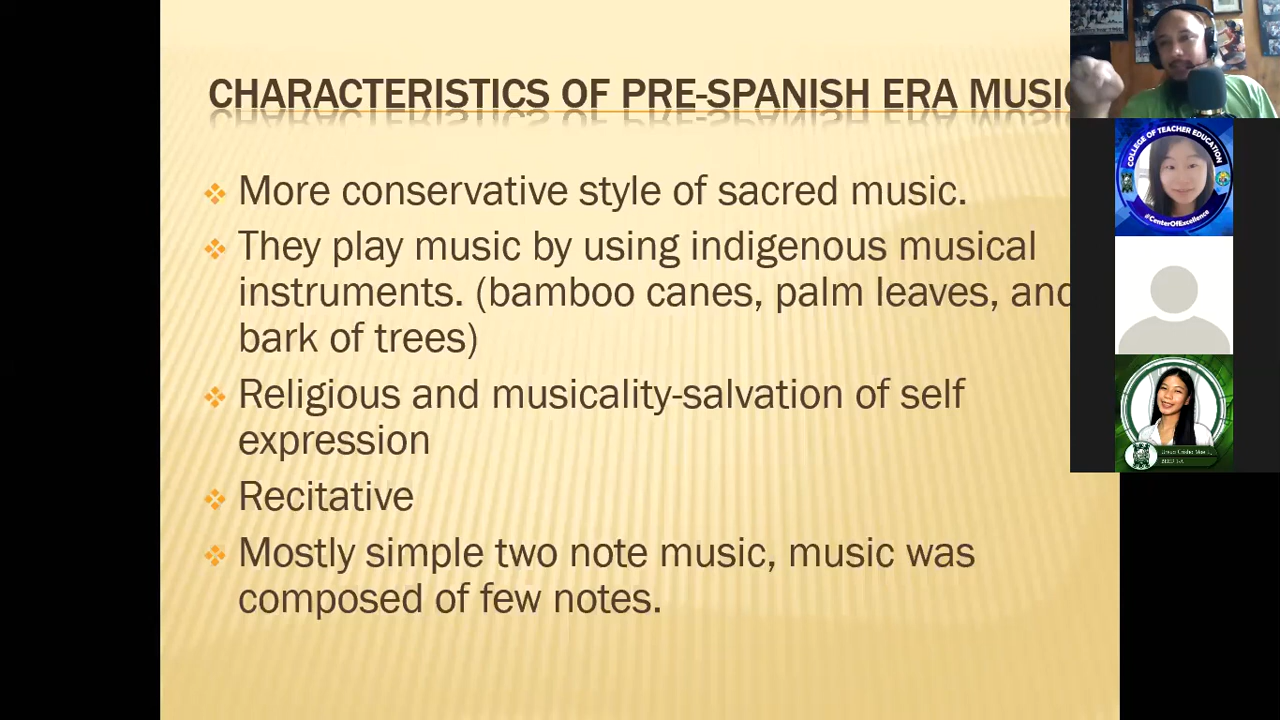 CHARACTERISTICS OF PRE-SPANISH ERA MUSIC
More conservative style of sacred music.
They play music by using indigenous musical
instruments. (bamboo canes, palm leaves, and
bark of trees)
Religious and musicality-salvation of self
expression
Recitative
Mostly simple two note music, music was
composed of few notes.
COLLEGE OF TEACHER EDUCATION
#CenterOfExcellence